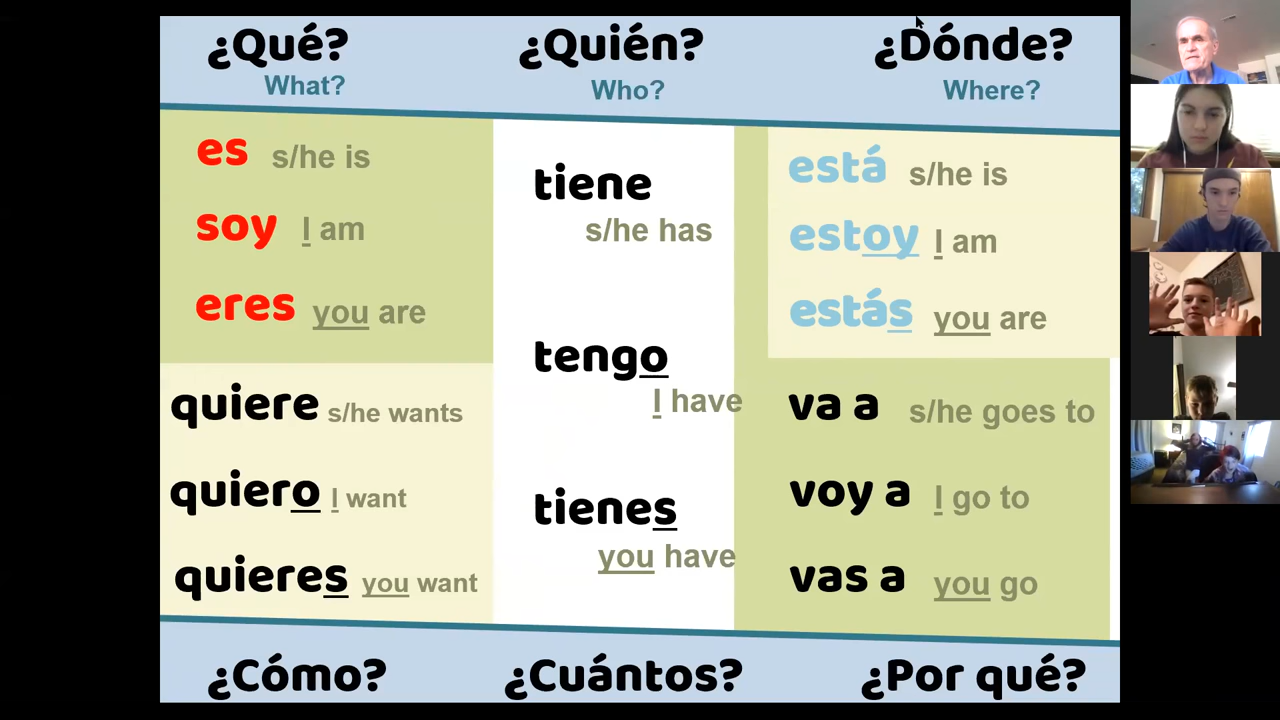 ¿Qué? ¿Quién? ¿Dónde?
What? Who? Where?
es s/he is
soy I am
eres you are
quiere s/he wants
quiero I want
quieres you want
tiene
s/he has
tengo
I have
tienes
you have
está s/he is
estoy I am
estás you are
va a s/he goes to
voy a I go to
vas a you go
¿Cómo? ¿Cuántos? ¿Por qué?